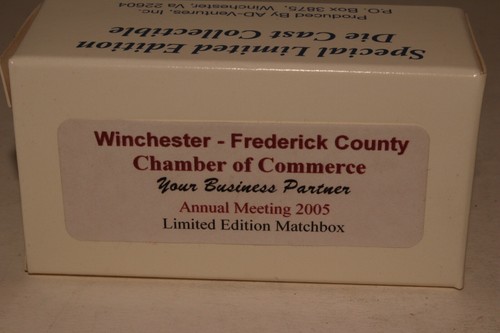 Special Limited Edition
Die Cast Collectible
Produced By AD-Ventures, Inc.
P.O. Box 3875, Winchester, Va 22604
Winchester - Frederick County
Chamber of Commerce
Your Business Partner
Annual Meeting 2005
Limited Edition Matchbox